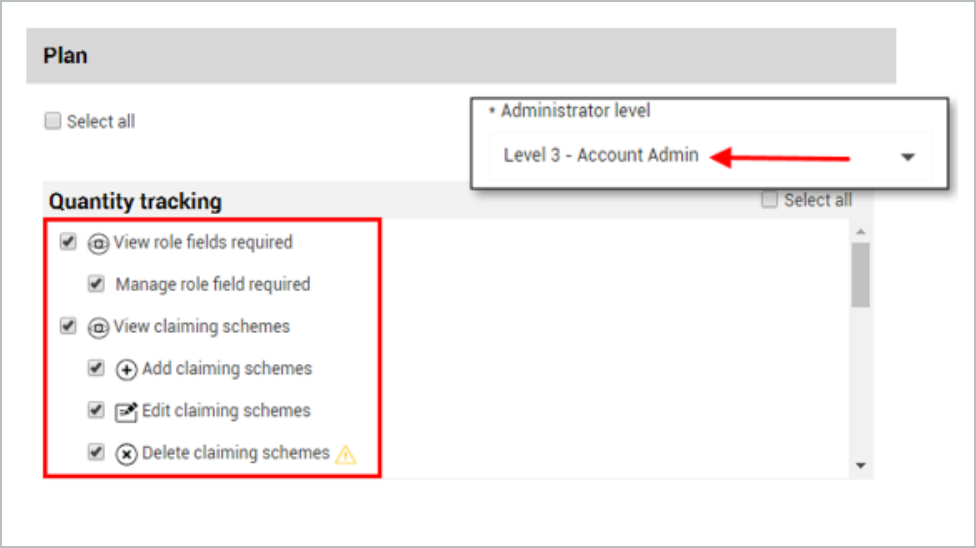 Plan
Select all
* Administrator level
Level 3 - Account Admin
Quantity tracking
Select all
View role fields required
Manage role field required
View claiming schemes
Add claiming schemes
Edit claiming schemes
Delete claiming schemes